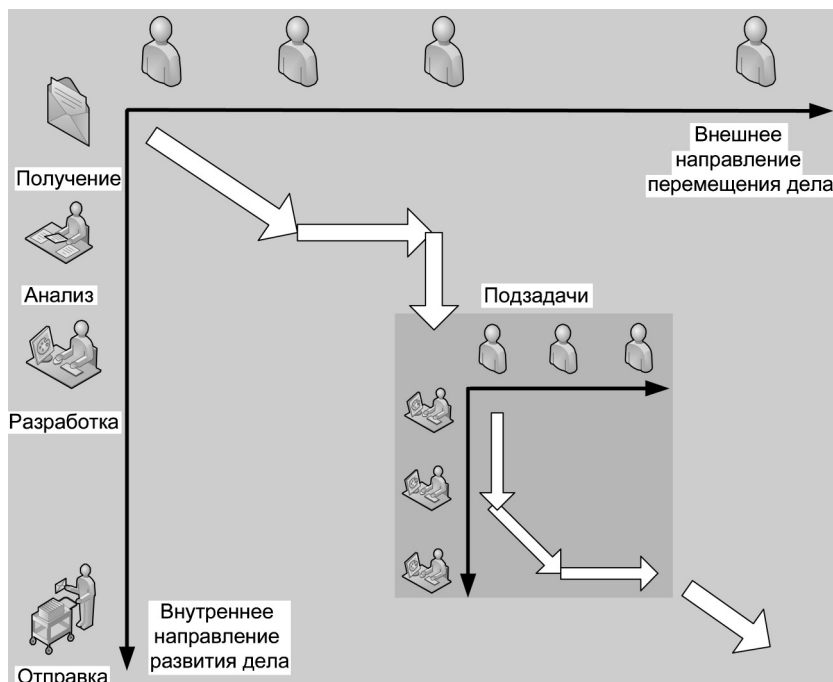 Внешнее
направление
перемещения дела
Получение
Анализ
Подзадачи
Разработка
Внутреннее
направление
развития дела
Отправка